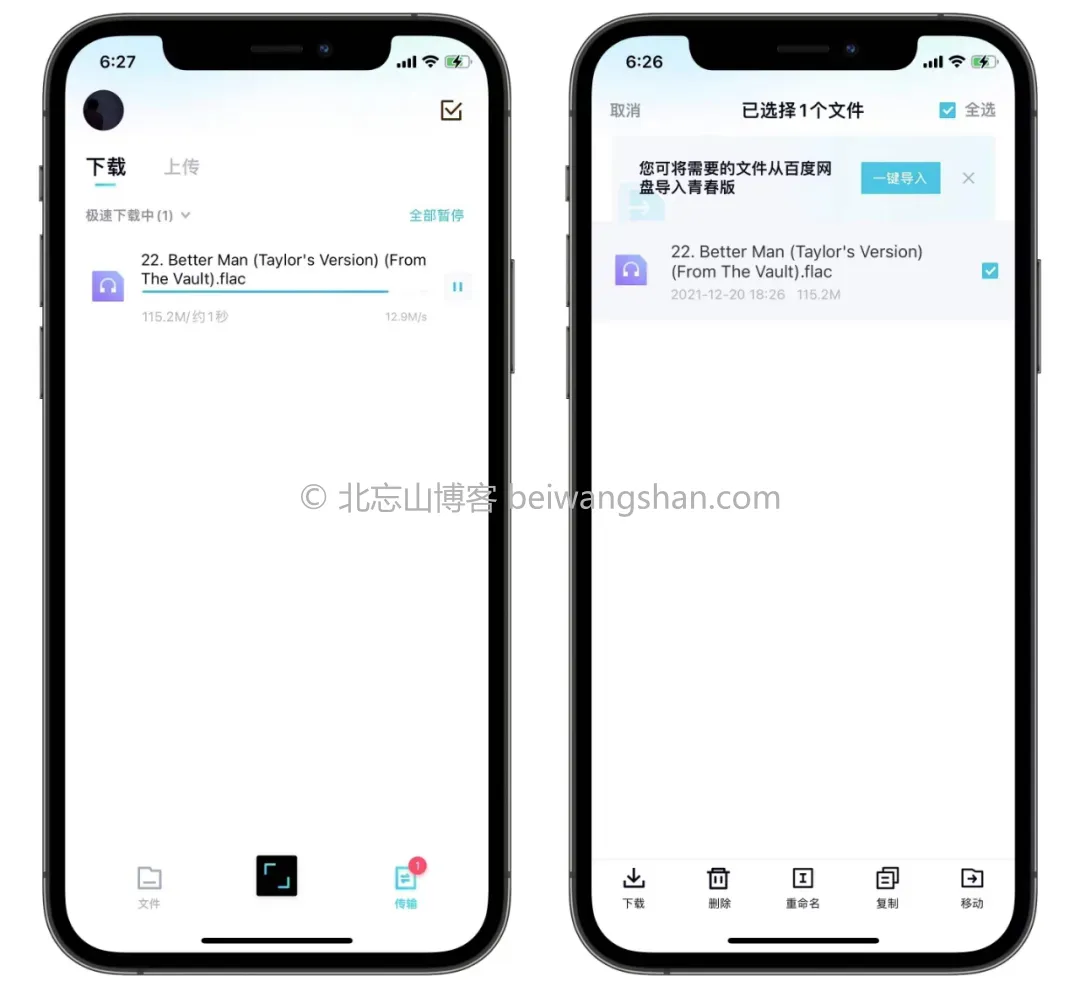 6:27
下载
上传
极速下载中(1)
全部暂停
22. Better Man (Taylor's Version) (From
The Vault).flac
115.2M/约1秒
12.9M/s
文件
1
传输
6:26
取消
已选择1个文件
全选
您可将需要的文件从百度网
盘导入青春版
一键导入
22. Better Man (Taylor's Version)
(From The Vault).flac
2021-12-20 18:26 115.2M
下载
删除
重命名
复制
移动
© 北忘山博客 beiwangshan.com